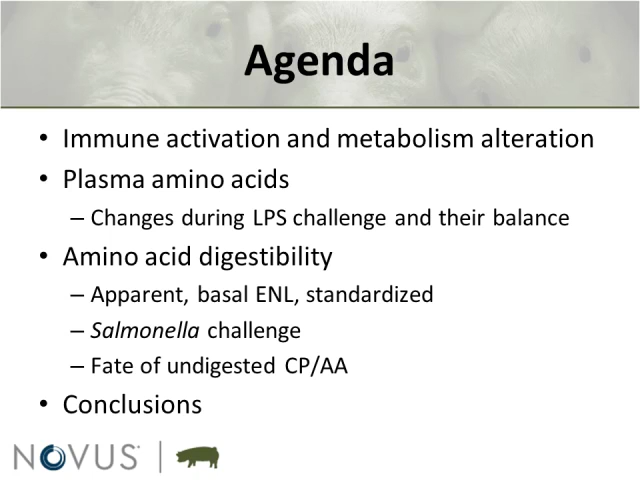 Agenda
• Immune activation and metabolism alteration
• Plasma amino acids
– Changes during LPS challenge and their balance
• Amino acid digestibility
– Apparent, basal ENL, standardized
– Salmonella challenge
– Fate of undigested CP/AA
• Conclusions
NOVUS